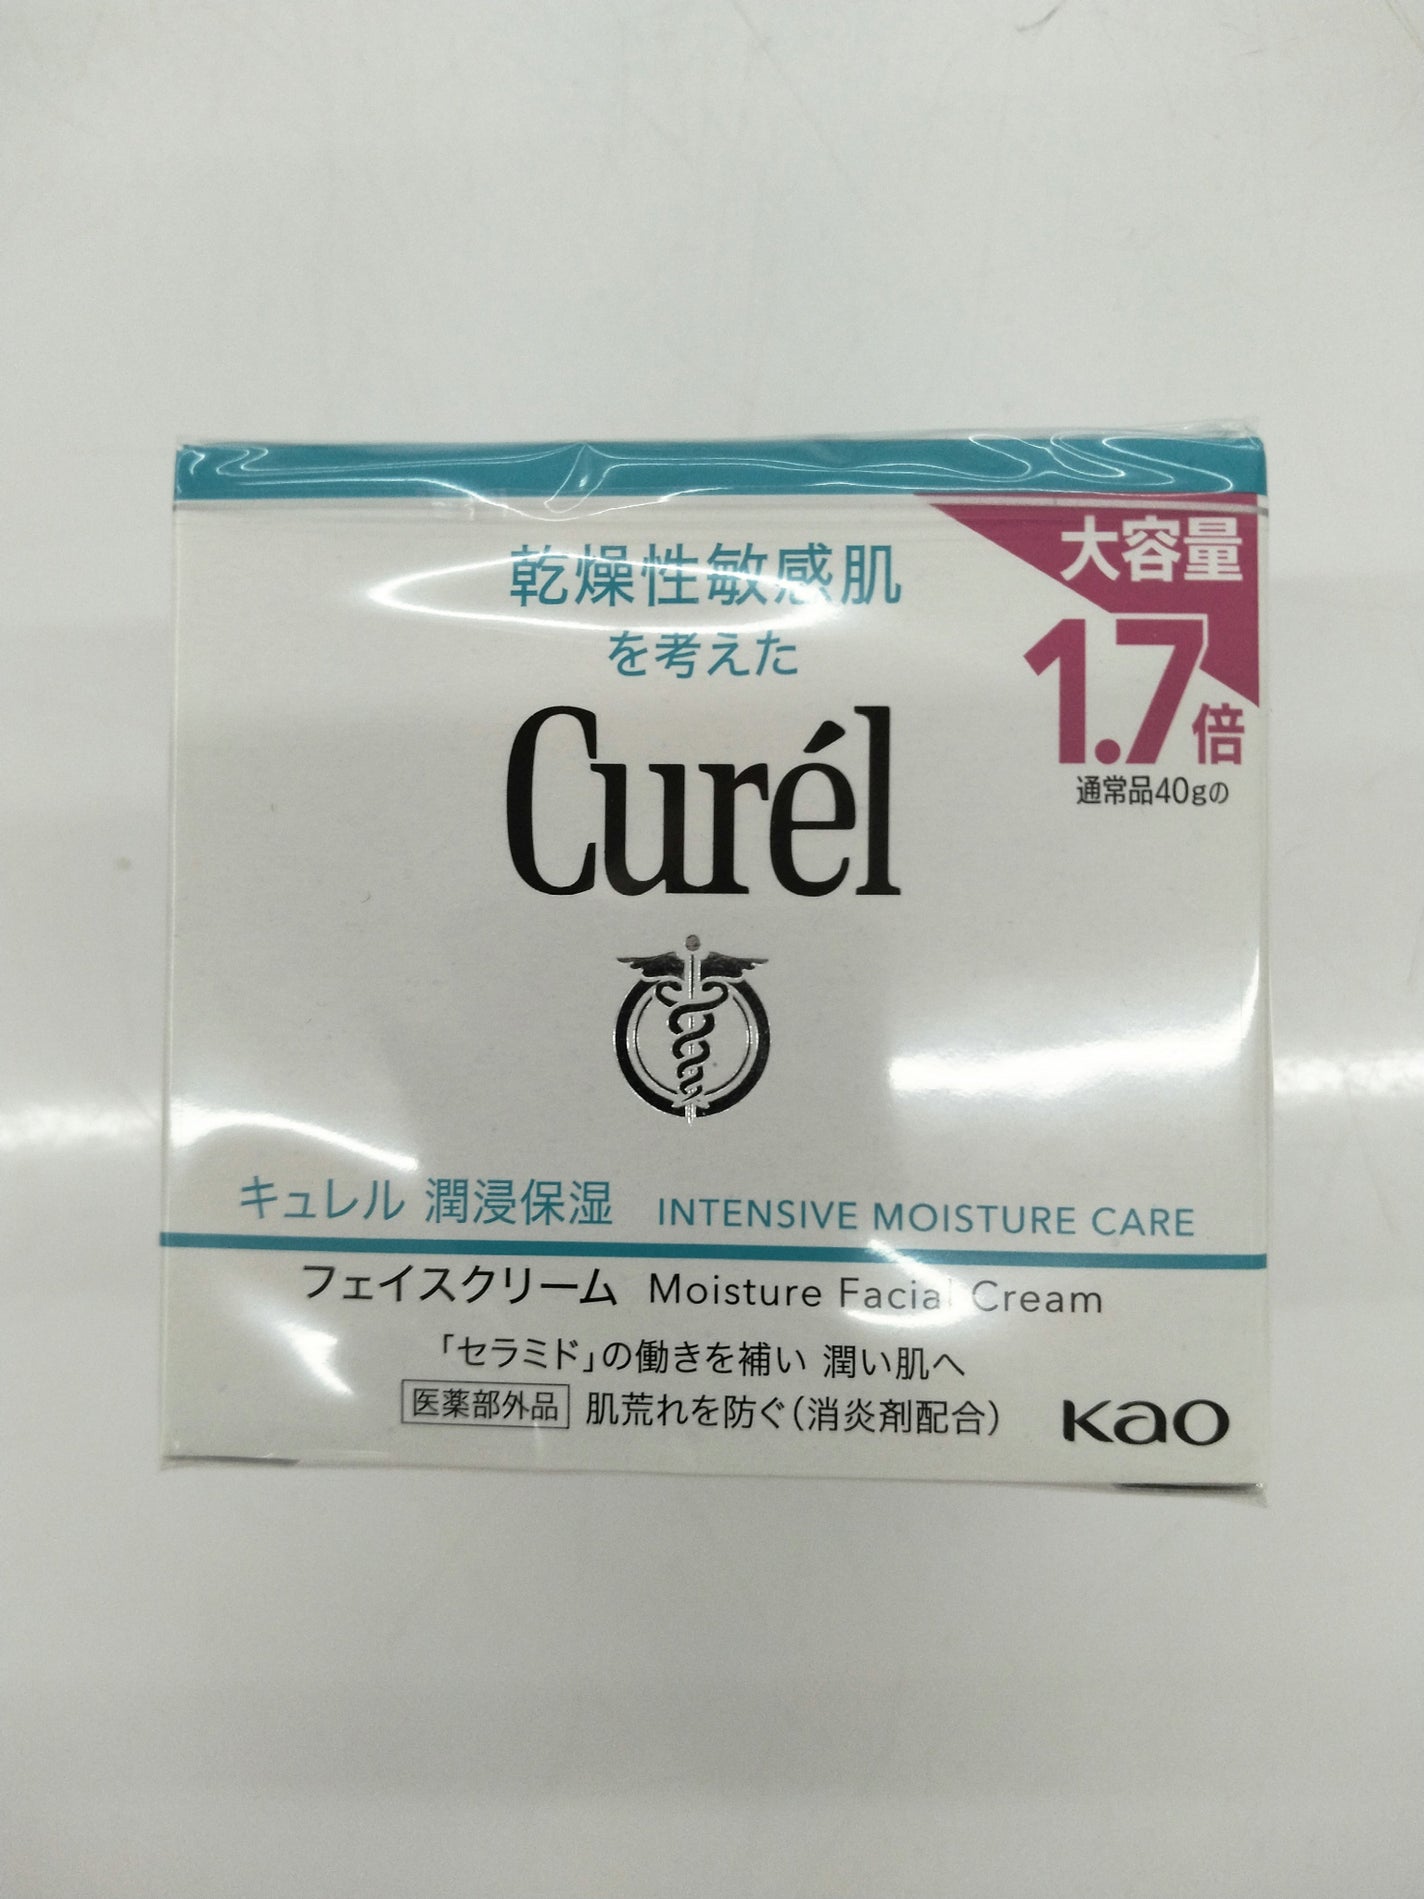 乾燥性敏感肌
を考えた
Curél
大容量
1.7倍
通常品40gの
キュレル 潤浸保湿 INTENSIVE MOISTURE CARE
フェイスクリーム Moisture Facial Cream
「セラミド」の働きを補い 潤い肌へ
医薬部外品 肌荒れを防ぐ(消炎剤配合)
Kao